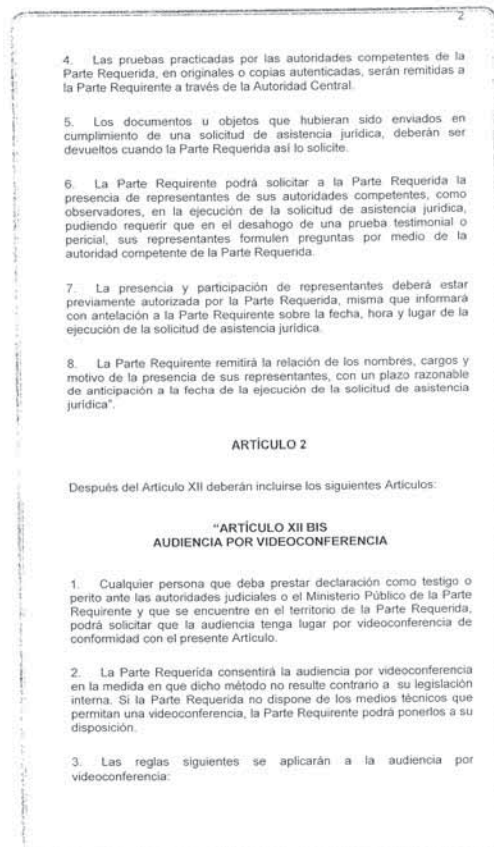 2
4. Las pruebas practicadas por las autoridades competentes de la
Parte Requerida, en originales o copias autenticadas, serán remitidas a
la Parte Requirente a través de la Autoridad Central.
5. Los documentos u objetos que hubieran sido enviados en
cumplimiento de una solicitud de asistencia jurídica, deberán ser
devueltos cuando la Parte Requerida así lo solicite.
6. La Parte Requirente podrá solicitar a la Parte Requerida la
presencia de representantes de sus autoridades competentes, como
observadores, en la ejecución de la solicitud de asistencia jurídica,
pudiendo requerir que en el desahogo de una prueba testimonial o
pericial, sus representantes formulen preguntas por medio de la
autoridad competente de la Parte Requerida.
7. La presencia y participación de representantes deberá estar
previamente autorizada por la Parte Requerida, misma que informará
con antelación a la Parte Requirente sobre la fecha, hora y lugar de la
ejecución de la solicitud de asistencia jurídica.
8. La Parte Requirente remitirá la relación de los nombres, cargos y
motivo de la presencia de sus representantes, con un plazo razonable
de anticipación a la fecha de la ejecución de la solicitud de asistencia
jurídica".
ARTÍCULO 2
Después del Artículo XII deberán incluirse los siguientes Artículos:
"ARTÍCULO XII BIS
AUDIENCIA POR VIDEOCONFERENCIA
1. Cualquier persona que deba prestar declaración como testigo o
perito ante las autoridades judiciales o el Ministerio Público de la Parte
Requirente y que se encuentre en el territorio de la Parte Requerida,
podrá solicitar que la audiencia tenga lugar por videoconferencia de
conformidad con el presente Artículo.
2. La Parte Requerida consentirá la audiencia por videoconferencia
en la medida en que dicho método no resulte contrario a su legislación
interna. Si la Parte Requerida no dispone de los medios técnicos que
permitan una videoconferencia, la Parte Requirente podrá ponerlos a su
disposición.
3. Las reglas siguientes se aplicarán a la audiencia por
videoconferencia: